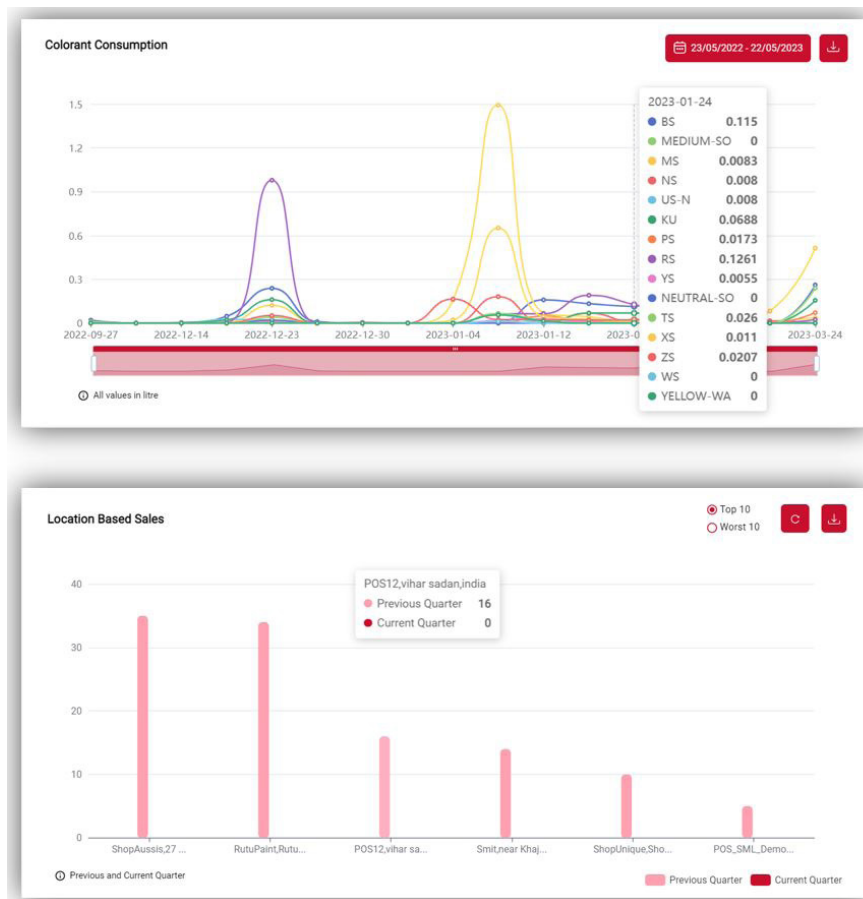 Colorant Consumption
23/05/2022 - 22/05/2023
1.5
1.2
0.9
0.6
0.3
0
2022-09-27 2022-12-14 2022-12-23 2022-12-30 2023-01-04 2023-01-12 2023-0 2023-03-24
2023-01-24
BS 0.115
MEDIUM-SO 0
MS 0.0083
NS 0.008
US-N 0.008
KU 0.0688
PS 0.0173
RS 0.1261
YS 0.0055
NEUTRAL-SO 0
TS 0.026
XS 0.011
ZS 0.0207
WS 0
YELLOW-WA 0
All values in litre
Location Based Sales
Top 10
Worst 10
40
30
20
10
0
POS12,vihar sadan,india
Previous Quarter 16
Current Quarter 0
ShopAussis,27 ... RutuPaint,Rutu... POS12,vihar sa... Smit,near Khaj... ShopUnique,Sho... POS_SML_Demo...
Previous and Current Quarter
Previous Quarter Current Quarter